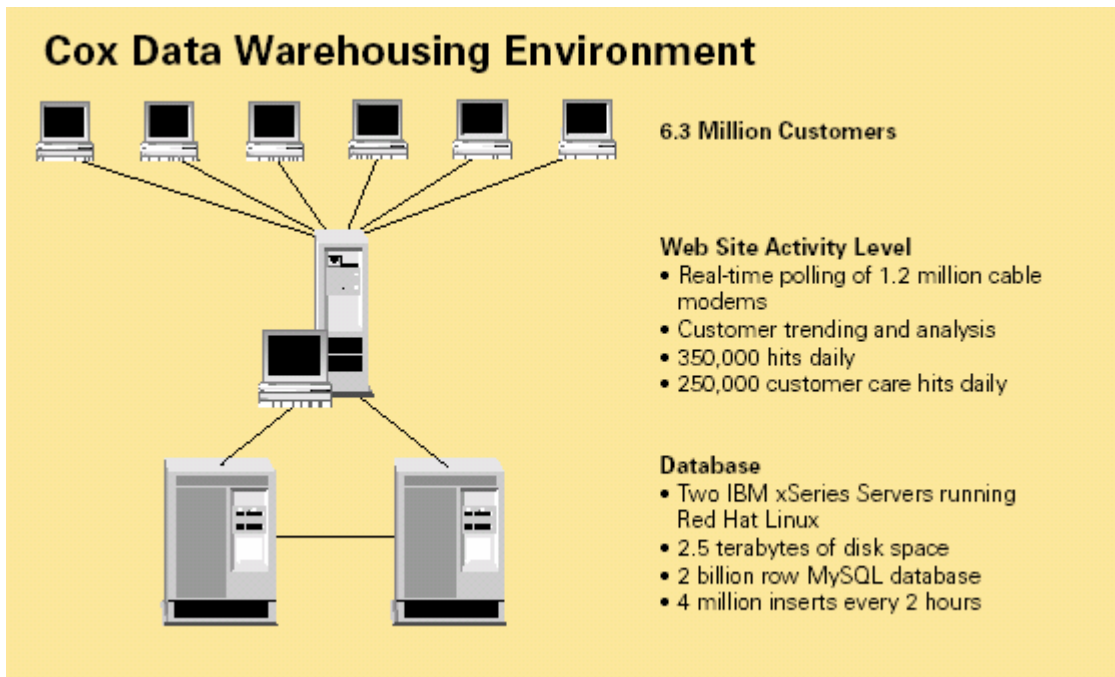 Cox Data Warehousing Environment
6.3 Million Customers
Web Site Activity Level
• Real-time polling of 1.2 million cable
modems
• Customer trending and analysis
• 350,000 hits daily
• 250,000 customer care hits daily
Database
• Two IBM xSeries Servers running
Red Hat Linux
• 2.5 terabytes of disk space
• 2 billion row MySQL database
• 4 million inserts every 2 hours